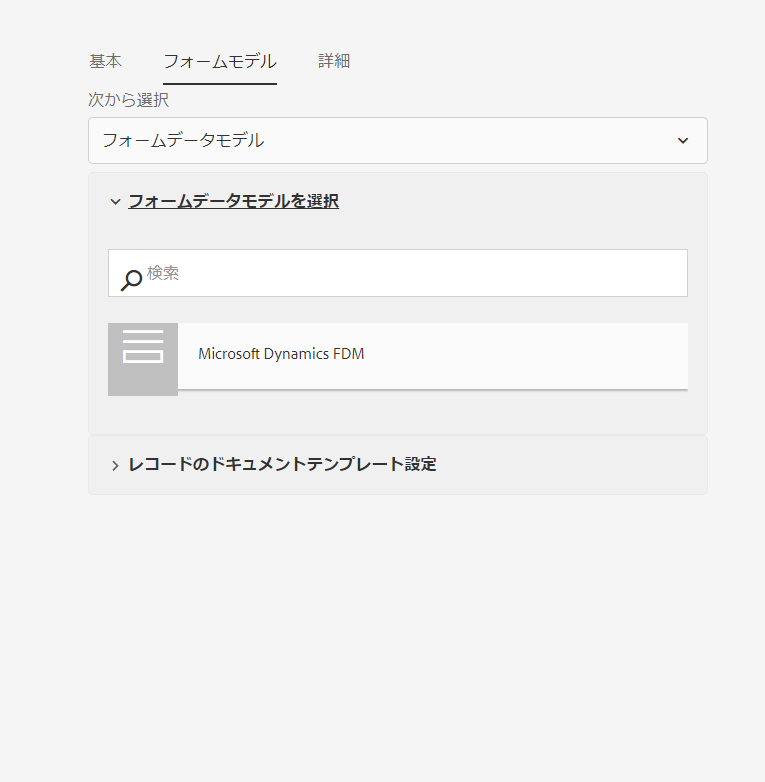 基本 フォームモデル 詳細
次から選択
フォームデータモデル
フォームデータモデルを選択
検索
Microsoft Dynamics FDM
レコードのドキュメントテンプレート設定